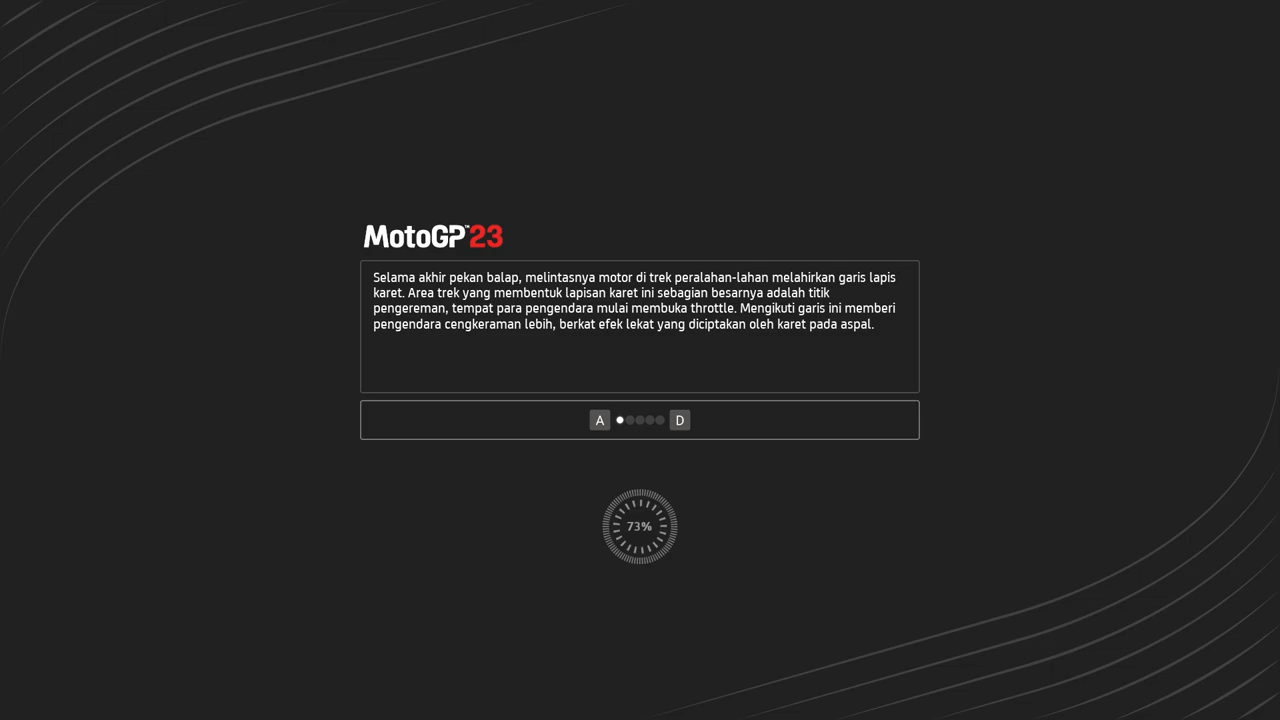 MotoGP™23
Selama akhir pekan balap, melintasnya motor di trek peralahan-lahan melahirkan garis lapis
karet. Area trek yang membentuk lapisan karet ini sebagian besarnya adalah titik
pengereman, tempat para pengendara mulai membuka throttle. Mengikuti garis ini memberi
pengendara cengkeraman lebih, berkat efek lekat yang diciptakan oleh karet pada aspal.
A D
73%